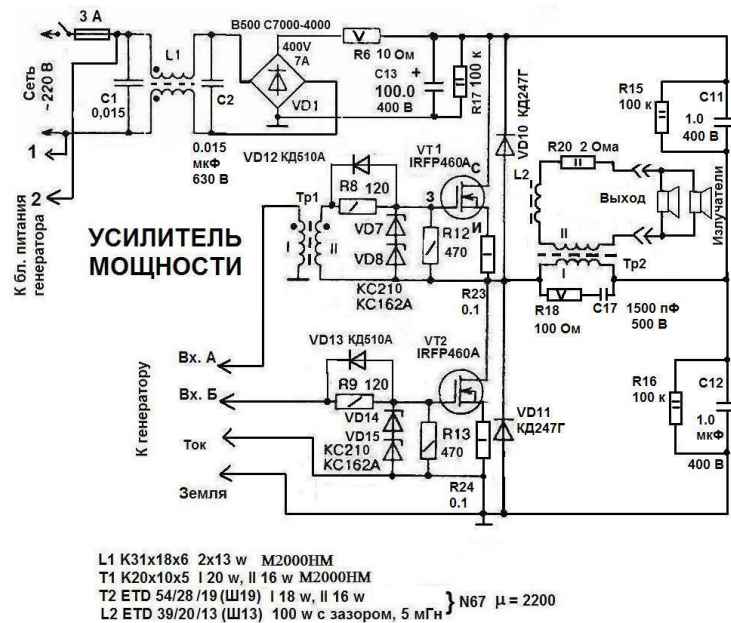 3 А
B500 C7000-4000
400V
7А
VD1
L1
R6 10 Ом
C13 +
100.0
400 В
R17 100 к
VD10 КД247Г
R15
100 к
C11
1.0
400 В
Сеть
~220 В
C1
0,015
C2
0.015
мкФ
630 В
1
2
К бл. питания
генератора
УСИЛИТЕЛЬ
МОЩНОСТИ
VD12 КД510А
R8 120
VT1
IRFP460A
С
З
И
Тр1
I
II
VD7
VD8
КС210
КС162А
R12
470
R23
0.1
R20 2 Ома
L2
Выход
Излучатели
II
I
Тр2
R18
100 Ом
C17
1500 пФ
500 В
К генератору
Вх. А
Вх. Б
Ток
Земля
VD13 КД510А
R9 120
VT2
IRFP460A
VD14
VD15
КС210
КС162А
R13
470
R24
0.1
VD11
КД247Г
R16
100 к
C12
1.0
мкФ
400 В
L1 К31х18х6 2х13 w М2000НМ
T1 К20х10х5 I 20 w, II 16 w М2000НМ
T2 ETD 54/28 /19 (Ш19) I 18 w, II 16 w
L2 ETD 39/20/13 (Ш13) 100 w с зазором, 5 мГн
} N67 μ = 2200